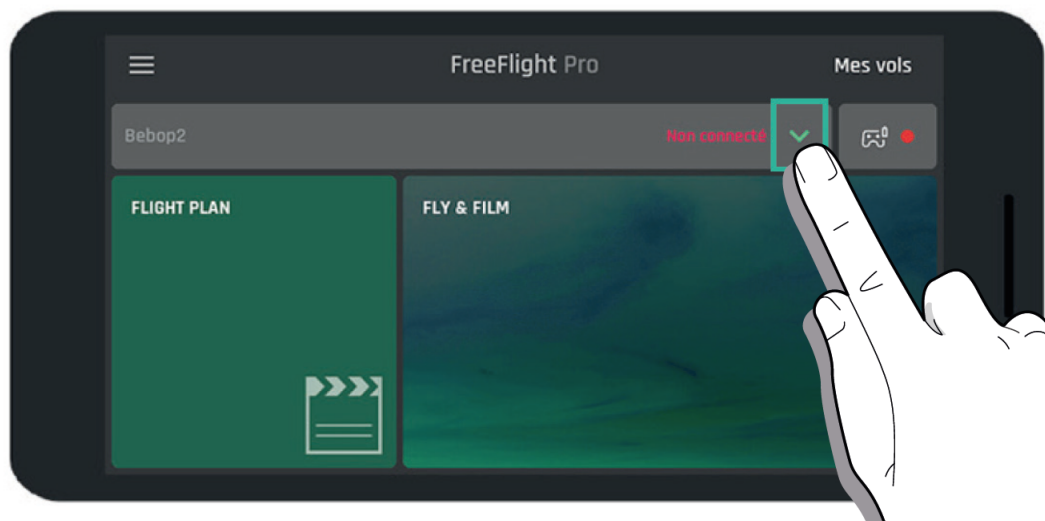 FreeFlight Pro
Mes vols
Bebop2
Non connecté
FLIGHT PLAN
FLY & FILM